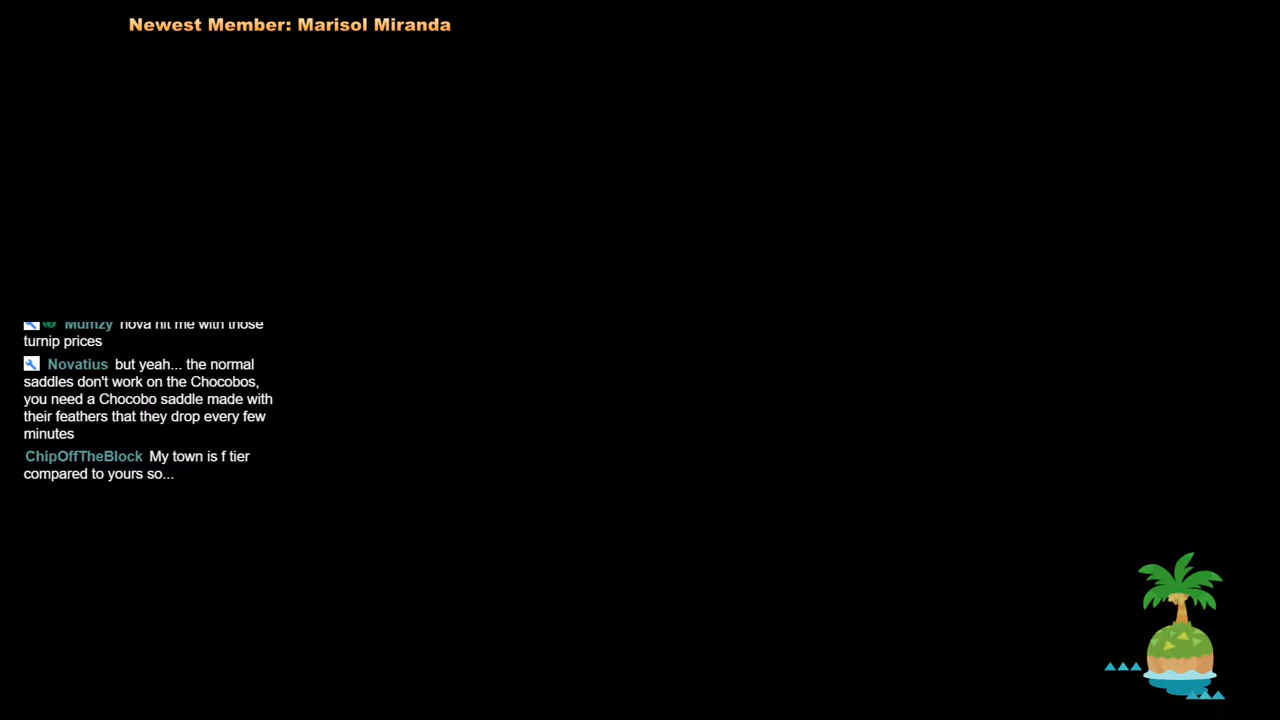 Newest Member: Marisol Miranda
Mumzy nova hit me with those
turnip prices
Novatius but yeah... the normal
saddles don't work on the Chocobos,
you need a Chocobo saddle made with
their feathers that they drop every few
minutes
ChipOffTheBlock My town is f tier
compared to yours so...